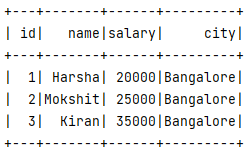 +---+-------+------+---------+
| id|   name|salary|     city|
+---+-------+------+---------+
|  1| Harsha| 20000|Bangalore|
|  2|Mokshit| 25000|Bangalore|
|  3|  Kiran| 35000|Bangalore|
+---+-------+------+---------+